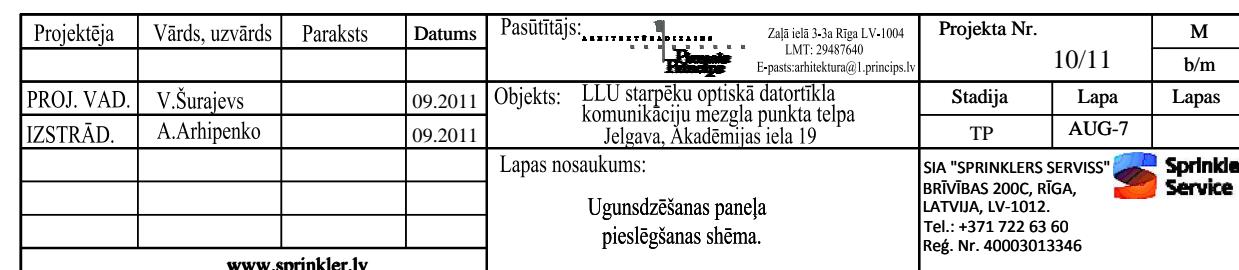 Projektēja Vārds, uzvārds Paraksts Datums
PROJ. VAD. V.Šurajevs 09.2011
IZSTRĀD. A.Arhipenko 09.2011
www.sprinkler.lv
Pasūtītājs:
Zaļā ielā 3-3a Rīga LV-1004
LMT: 29487640
E-pasts:arhitektura@1.princips.lv
Objekts: LLU starpēku optiskā datortīkla
komunikāciju mezgla punkta telpa
Jelgava, Akadēmijas iela 19
Lapas nosaukums:
Ugunsdzēšanas paneļa
pieslēgšanas shēma.
Projekta Nr. M
10/11 b/m
Stadija Lapa Lapas
TP AUG-7
SIA "SPRINKLERS SERVISS"
BRĪVĪBAS 200C, RĪGA,
LATVIJA, LV-1012.
Tel.: +371 722 63 60
Reģ. Nr. 40003013346
Sprinkle
Service